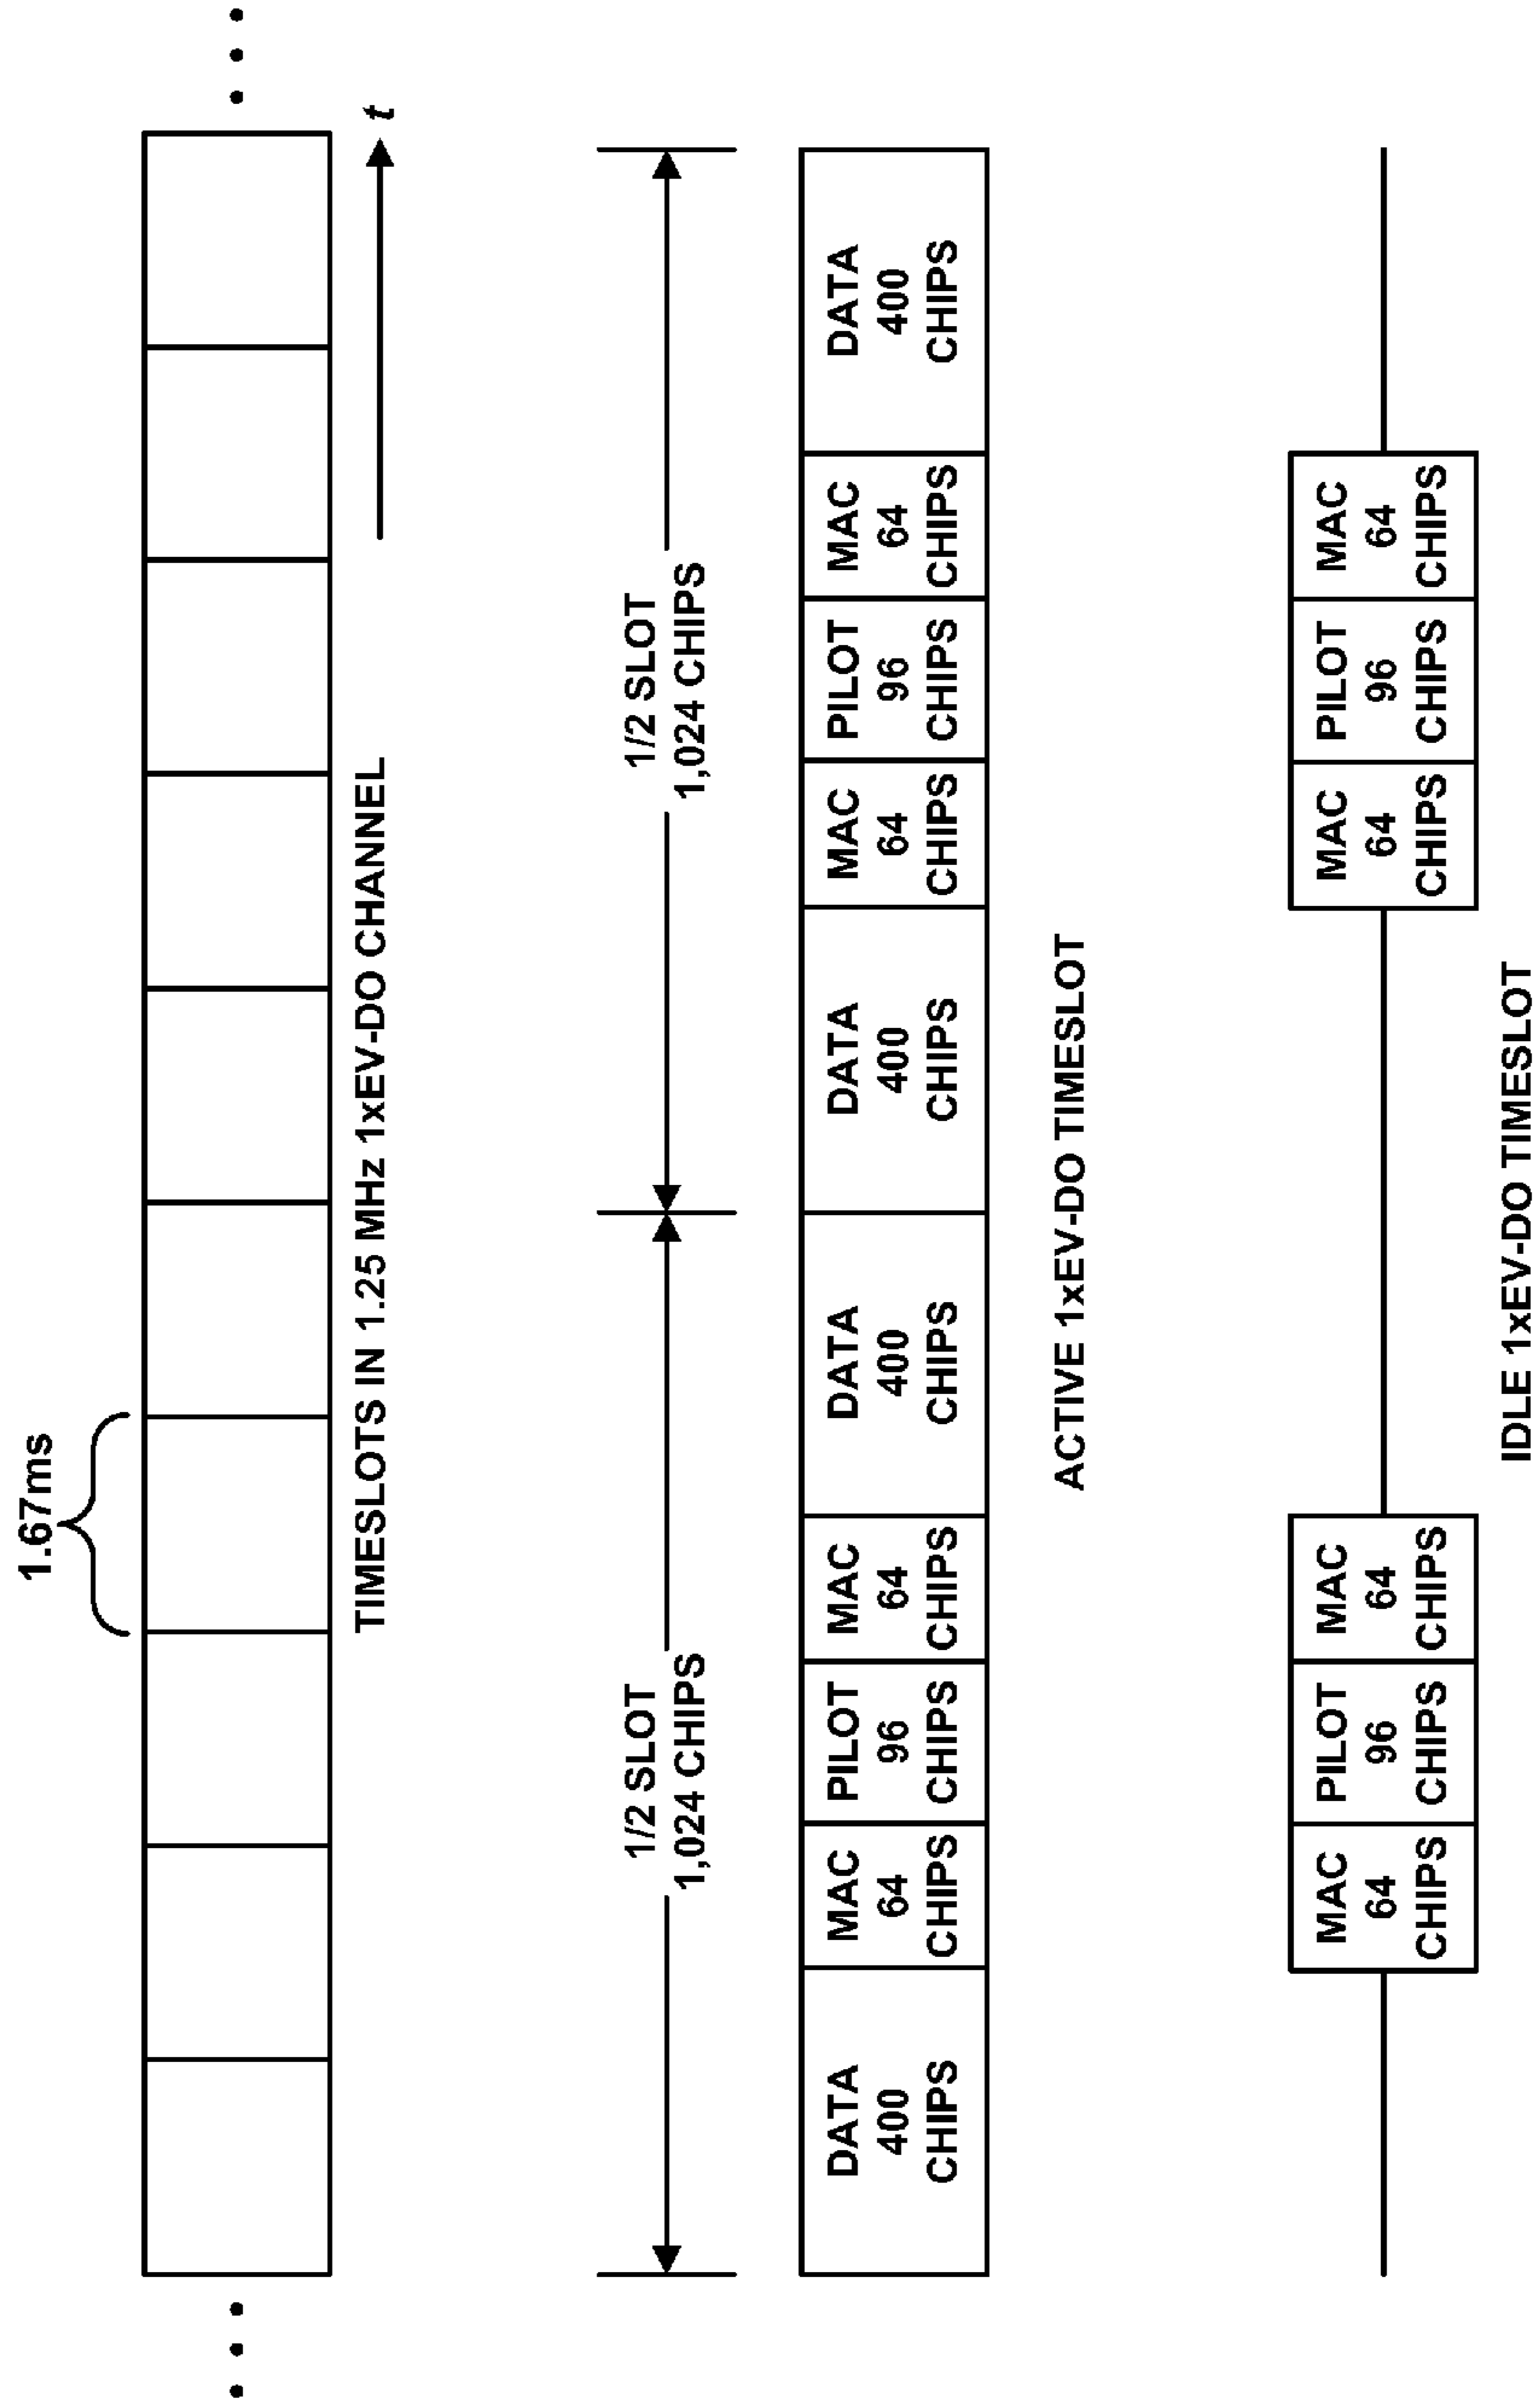 1.67ms
t
TIMESLOTS IN 1.25 MHz 1xEV-DO CHANNEL
1/2 SLOT
1,024 CHIPS
1/2 SLOT
1,024 CHIPS
DATA
400
CHIPS
MAC
64
CHIPS
PILOT
96
CHIPS
MAC
64
CHIPS
DATA
400
CHIPS
DATA
400
CHIPS
MAC
64
CHIPS
PILOT
96
CHIPS
MAC
64
CHIPS
DATA
400
CHIPS
ACTIVE 1xEV-DO TIMESLOT
MAC
64
CHIPS
PILOT
96
CHIPS
MAC
64
CHIPS
MAC
64
CHIPS
PILOT
96
CHIPS
MAC
64
CHIPS
IDLE 1xEV-DO TIMESLOT